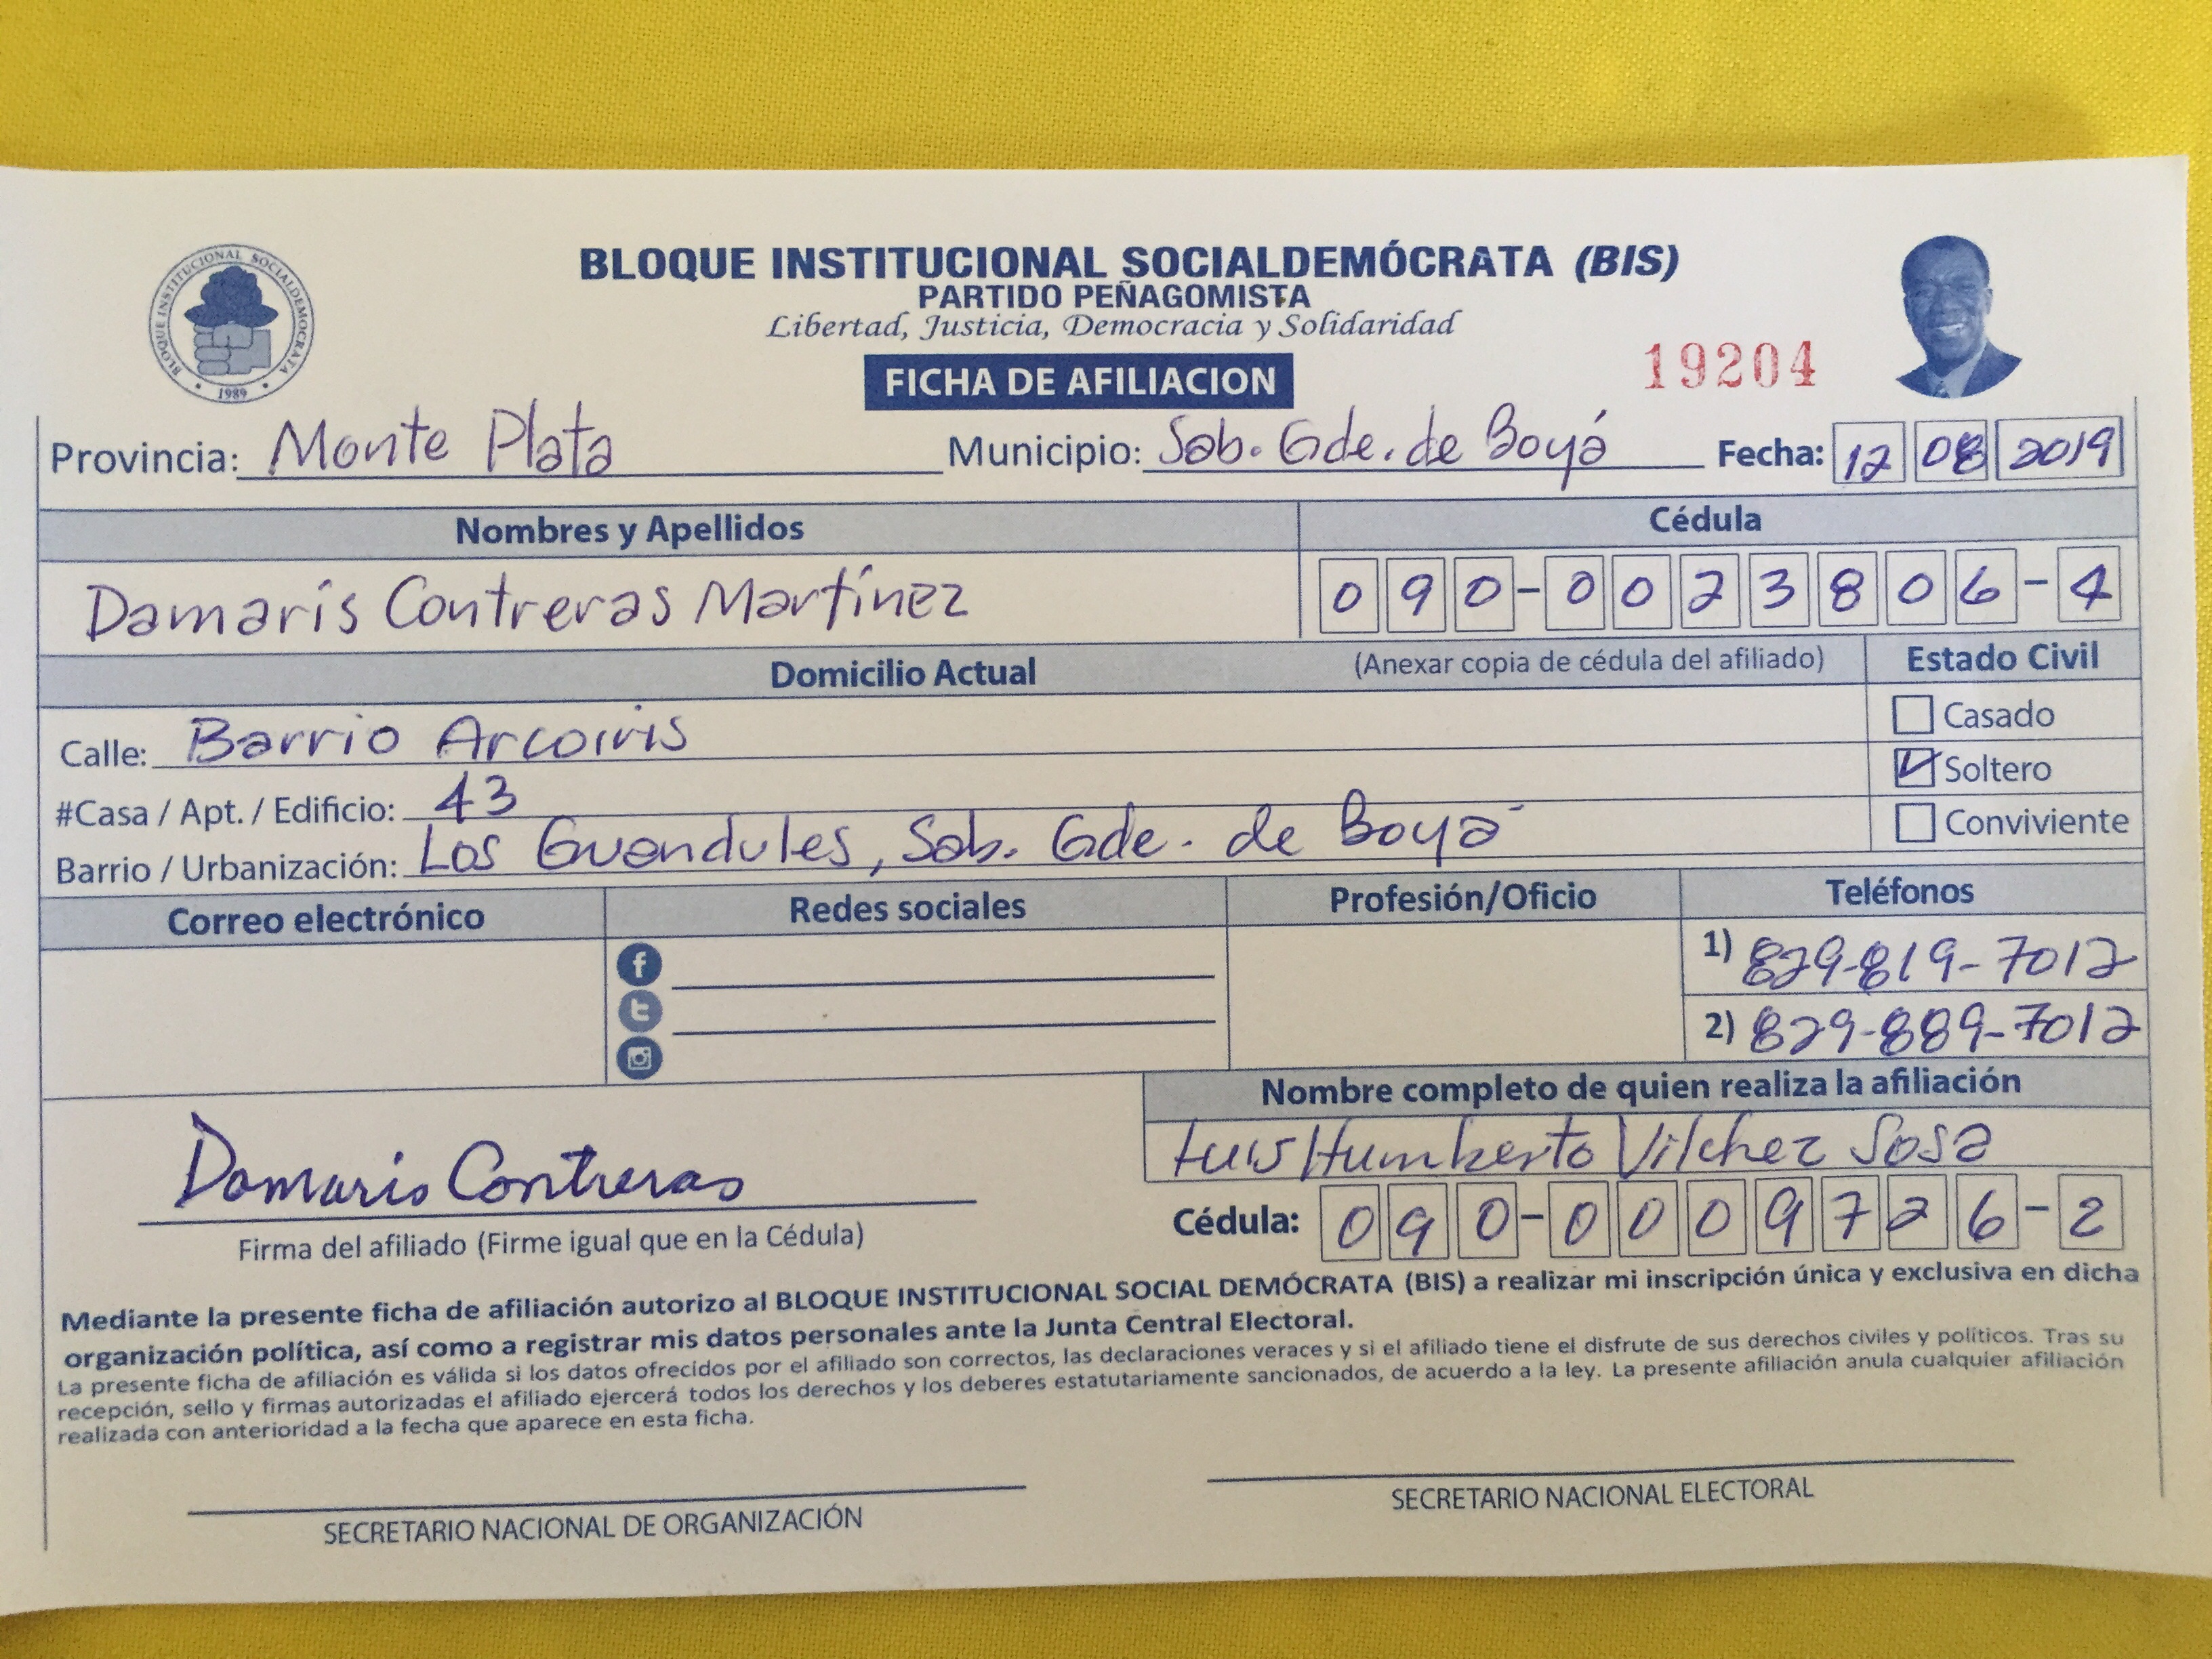 BLOQUE INSTITUCIONAL SOCIALDEMOCRATA
1989
BLOQUE INSTITUCIONAL SOCIALDEMÓCRATA (BIS)
PARTIDO PEÑAGOMISTA
Libertad, Justicia, Democracia y Solidaridad
FICHA DE AFILIACION
19204
Provincia: Monte Plata Municipio: Sab. Gde. de Boyá Fecha: 12 08 2019
Nombres y Apellidos Cédula
Damarís Contreras Martínez 090-0023806-4
Domicilio Actual (Anexar copia de cédula del afiliado) Estado Civil
Calle: Barrio Arcoiris Casado
#Casa / Apt. / Edificio: 43 Soltero
Barrio / Urbanización: Los Guandules, Sab. Gde. de Boyá Conviviente
Correo electrónico Redes sociales Profesión/Oficio Teléfonos
1) 829-819-7012
2) 829-889-7012
Nombre completo de quien realiza la afiliación
Luis Humberto Vilchez Sosa
Damaris Contreras
Cédula: 090-0009726-2
Firma del afiliado (Firme igual que en la Cédula)
Mediante la presente ficha de afiliación autorizo al BLOQUE INSTITUCIONAL SOCIAL DEMÓCRATA (BIS) a realizar mi inscripción única y exclusiva en dicha
organización política, así como a registrar mis datos personales ante la Junta Central Electoral.
La presente ficha de afiliación es válida si los datos ofrecidos por el afiliado son correctos, las declaraciones veraces y si el afiliado tiene el disfrute de sus derechos civiles y políticos. Tras su
recepción, sello y firmas autorizadas el afiliado ejercerá todos los derechos y los deberes estatutariamente sancionados, de acuerdo a la ley. La presente afiliación anula cualquier afiliación
realizada con anterioridad a la fecha que aparece en esta ficha.
SECRETARIO NACIONAL DE ORGANIZACIÓN
SECRETARIO NACIONAL ELECTORAL